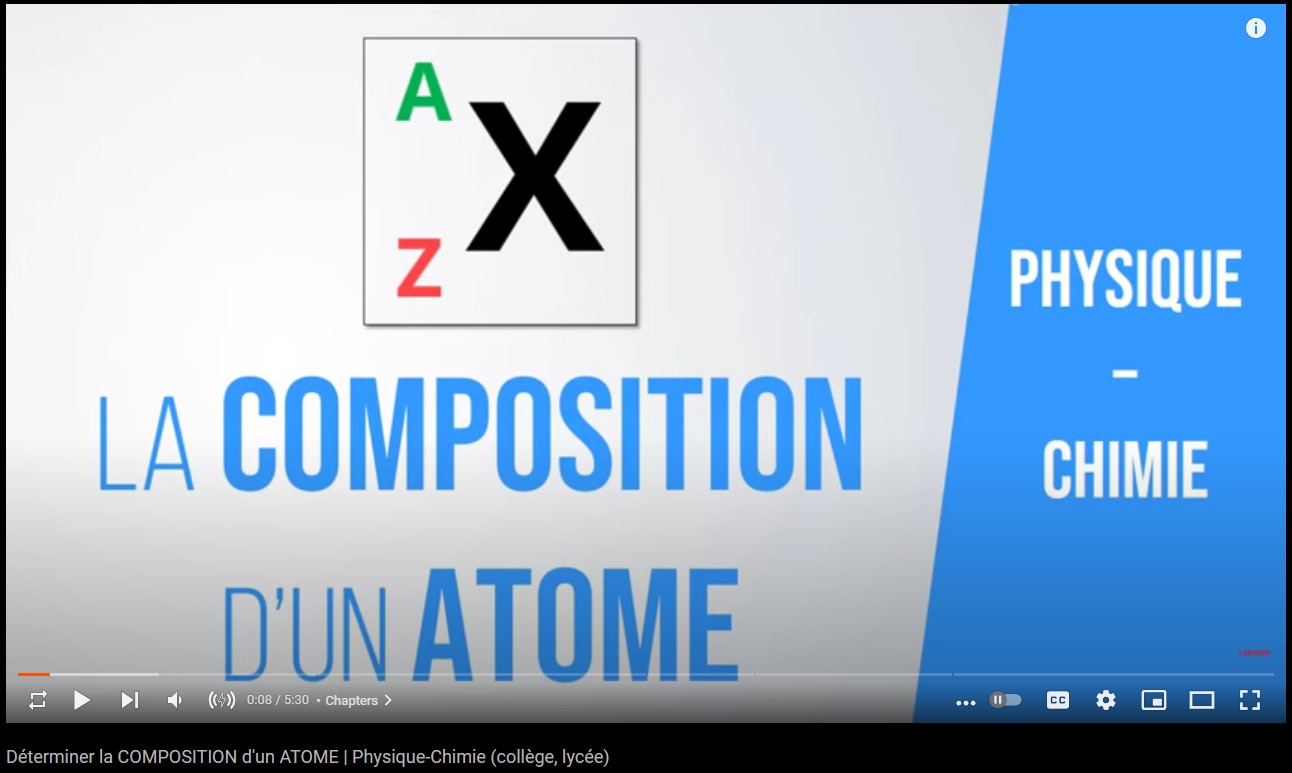 A
X
Z
LA COMPOSITION
D'UN ATOME
PHYSIQUE
–
CHIMIE
0:08 / 5:30 • Chapters
CC
Déterminer la COMPOSITION d'un ATOME | Physique-Chimie (collège, lycée)